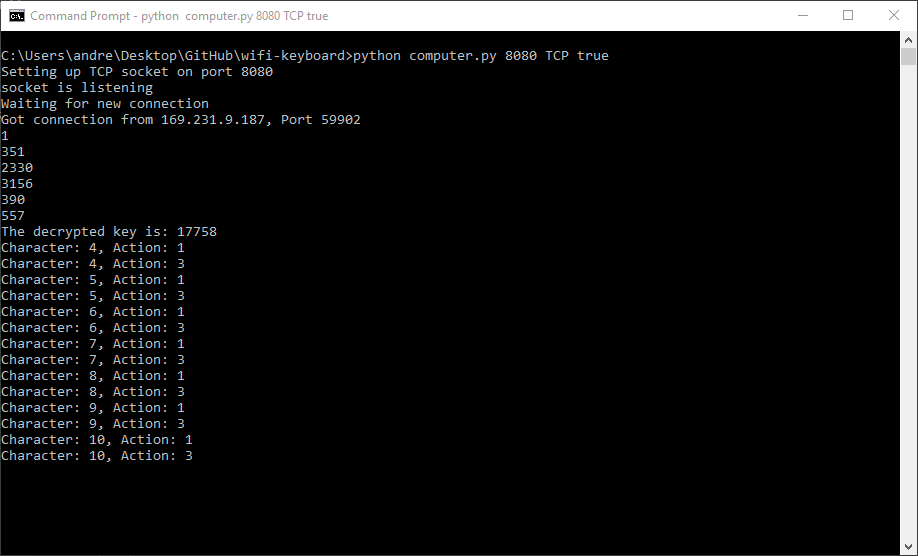 Command Prompt - python  computer.py 8080 TCP true
C:\Users\andre\Desktop\GitHub\wifi-keyboard>python computer.py 8080 TCP true
Setting up TCP socket on port 8080
socket is listening
Waiting for new connection
Got connection from 169.231.9.187, Port 59902
1
351
2330
3156
390
557
The decrypted key is: 17758
Character: 4, Action: 1
Character: 4, Action: 3
Character: 5, Action: 1
Character: 5, Action: 3
Character: 6, Action: 1
Character: 6, Action: 3
Character: 7, Action: 1
Character: 7, Action: 3
Character: 8, Action: 1
Character: 8, Action: 3
Character: 9, Action: 1
Character: 9, Action: 3
Character: 10, Action: 1
Character: 10, Action: 3